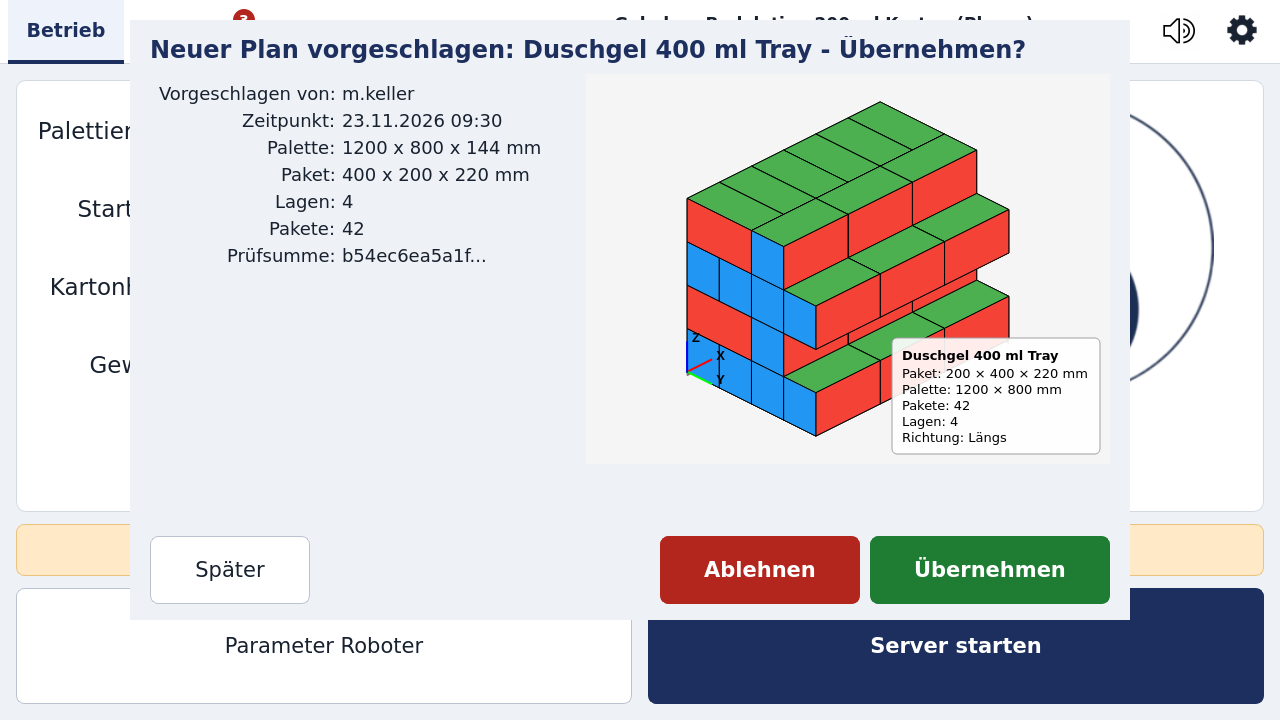 Betrieb
Neuer Plan vorgeschlagen: Duschgel 400 ml Tray - Übernehmen?
Vorgeschlagen von: m.keller
Zeitpunkt: 23.11.2026 09:30
Palette: 1200 x 800 x 144 mm
Paket: 400 x 200 x 220 mm
Lagen: 4
Pakete: 42
Prüfsumme: b54ec6ea5a1f...
Z
X
Y
Duschgel 400 ml Tray
Paket: 200 × 400 × 220 mm
Palette: 1200 × 800 mm
Pakete: 42
Lagen: 4
Richtung: Längs
Start
Später
Ablehnen
Übernehmen
Parameter Roboter
Server starten